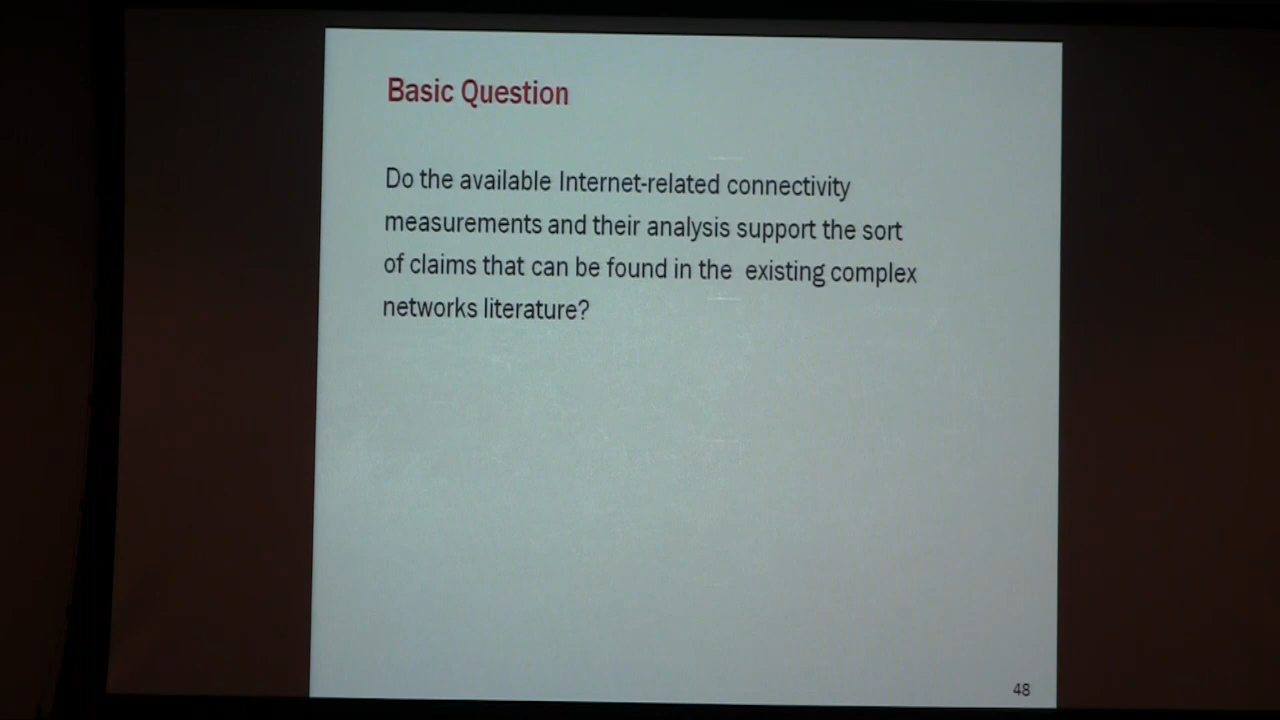 Basic Question
Do the available Internet-related connectivity
measurements and their analysis support the sort
of claims that can be found in the existing complex
networks literature?
48